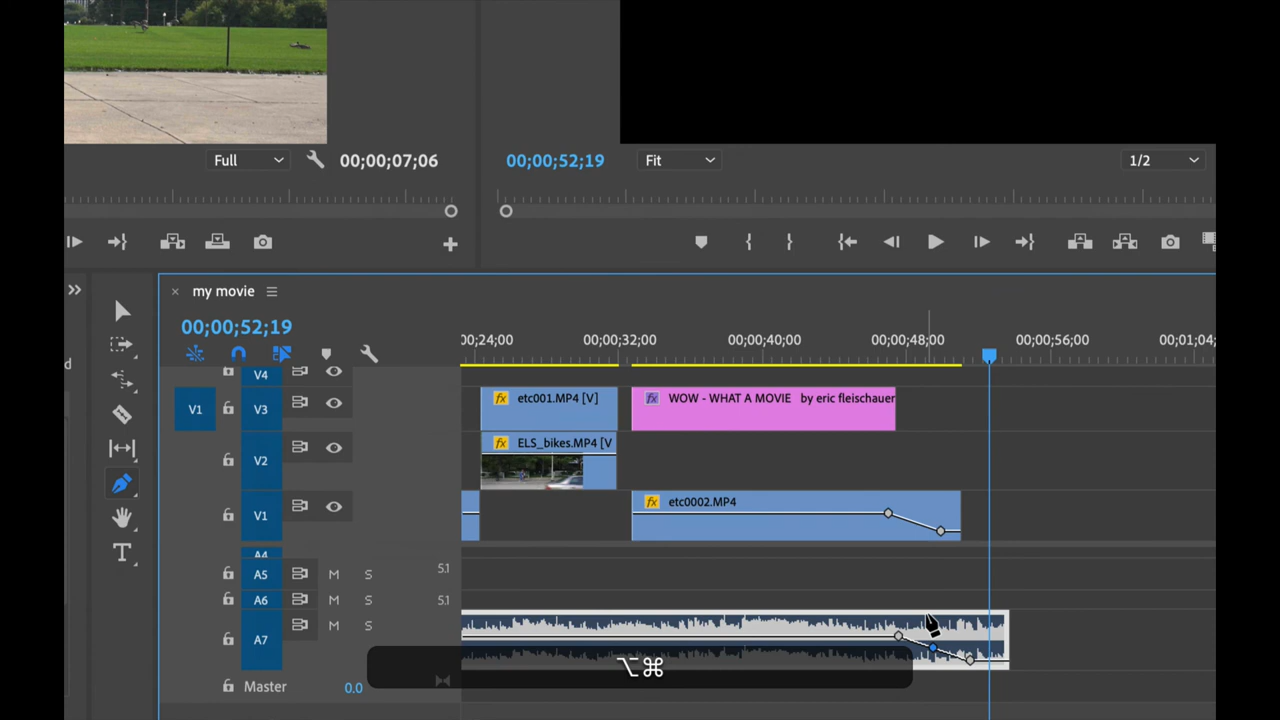 Full
00;00;07;06
00;00;52;19
Fit
1/2
my movie
00;00;52;19
0;24;00
00;00;32;00
00;00;40;00
00;00;48;00
00;00;56;00
00;01;04;
d
V4
V1
V3
fx etc001.MP4 [V]
fx WOW - WHAT A MOVIE by eric fleischauer
V2
fx ELS_bikes.MP4 [V
V1
fx etc0002.MP4
A4
A5 M S 5.1
A6 M S 5.1
A7 M S
⌥⌘
Master 0.0